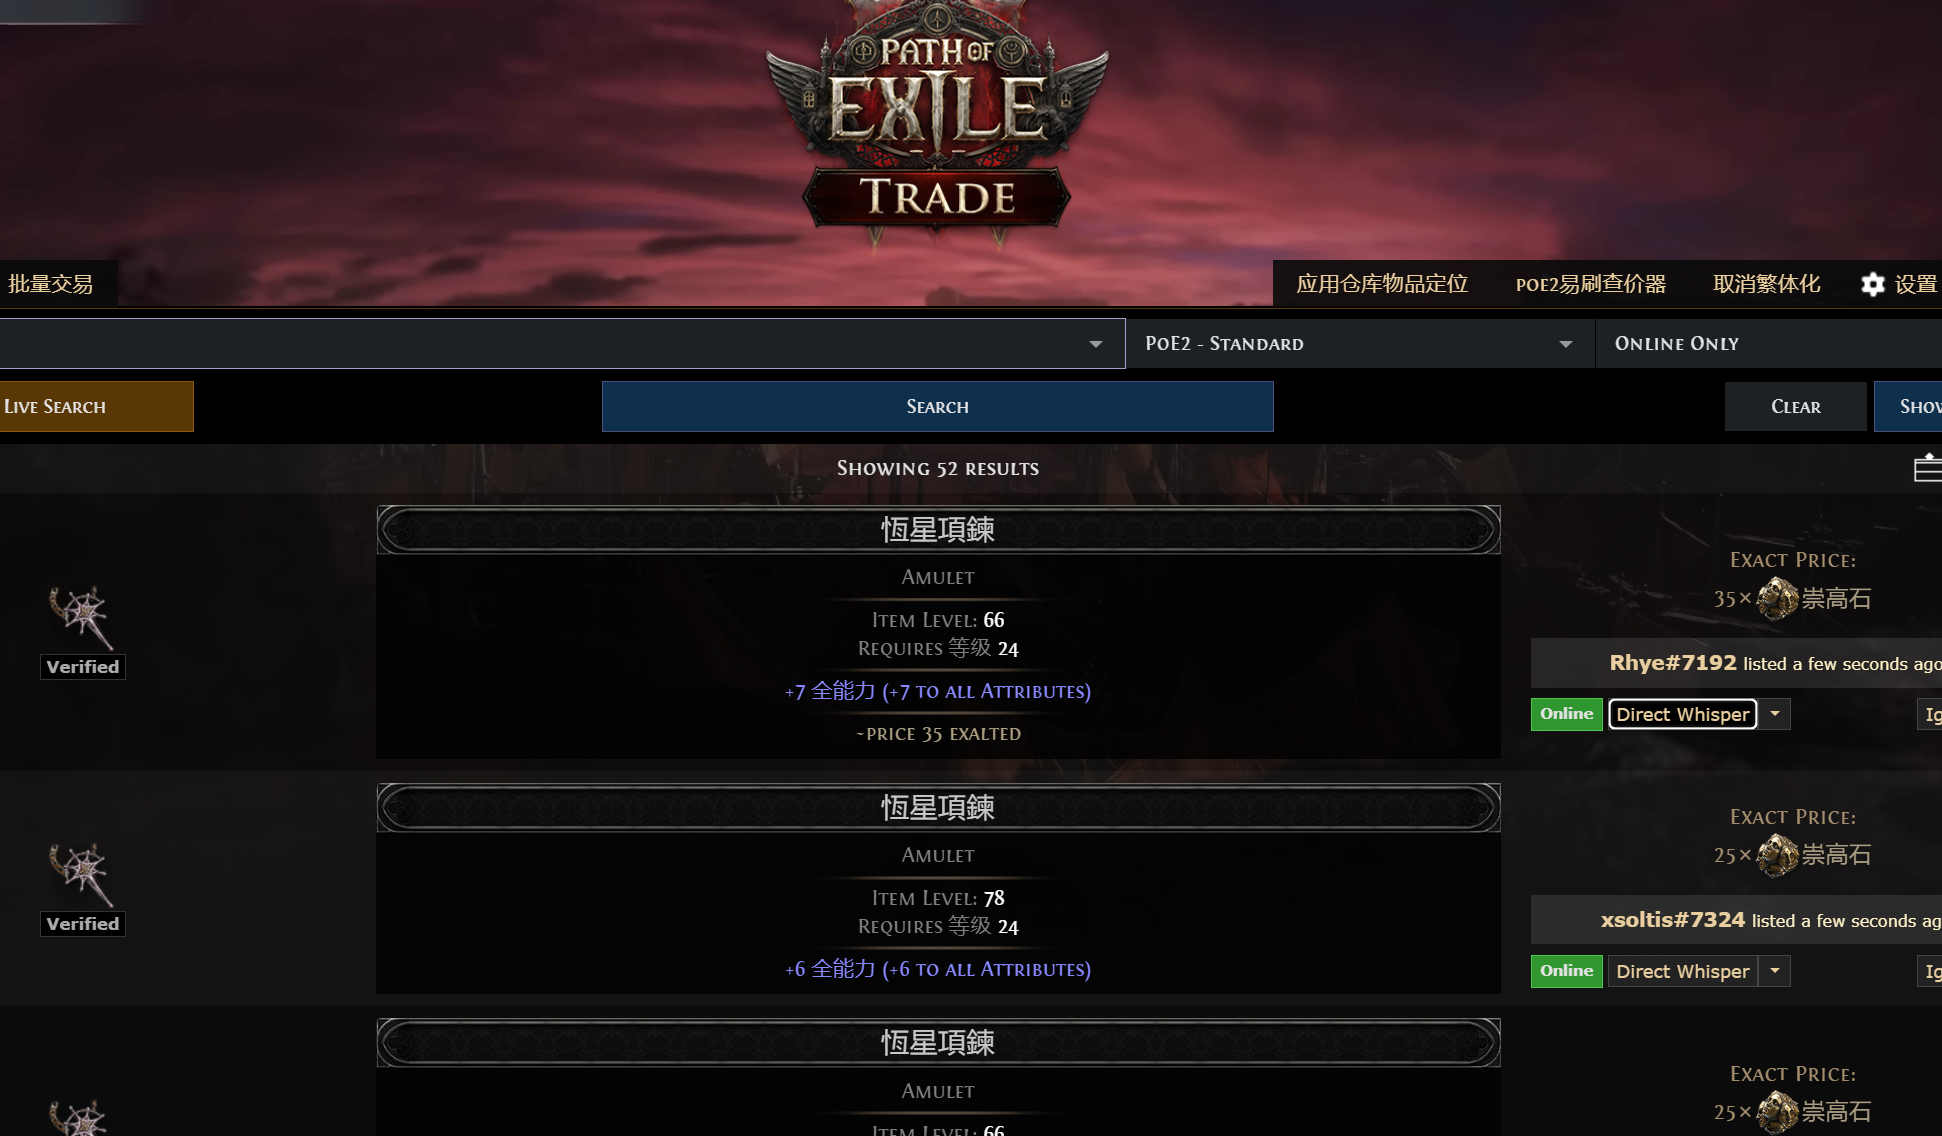 PATH OF
EXILE
TRADE
批量交易
应用仓库物品定位
POE2易刷查价器
取消繁体化
设置
PoE2 - Standard
Online Only
Live Search
Search
Clear
Show
Showing 52 results
恆星項鍊
Amulet
Item Level: 66
Requires 等级 24
+7 全能力 (+7 to all Attributes)
~price 35 exalted
Verified
Exact Price:
35× 崇高石
Rhye#7192 listed a few seconds ago
Online
Direct Whisper
Ig
恆星項鍊
Amulet
Item Level: 78
Requires 等级 24
+6 全能力 (+6 to all Attributes)
Verified
Exact Price:
25× 崇高石
xsoltis#7324 listed a few seconds ag
Online
Direct Whisper
Ig
恆星項鍊
Amulet
Item Level: 66
Exact Price:
25× 崇高石